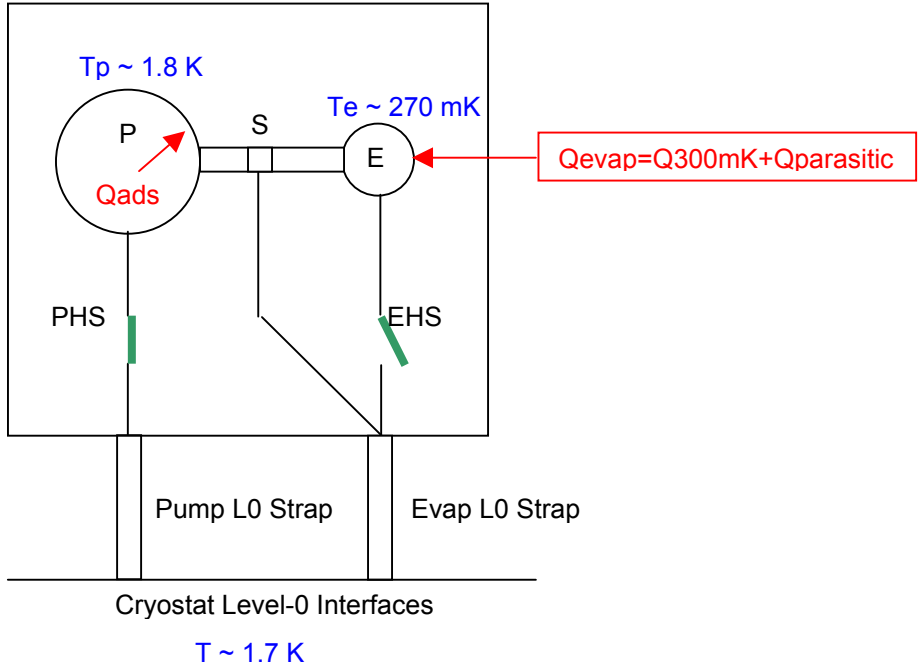 Tp ~ 1.8 K
Te ~ 270 mK
S
P
E
Qevap=Q300mK+Qparasitic
Qads
PHS
EHS
Pump L0 Strap
Evap L0 Strap
Cryostat Level-0 Interfaces
T ~ 1.7 K